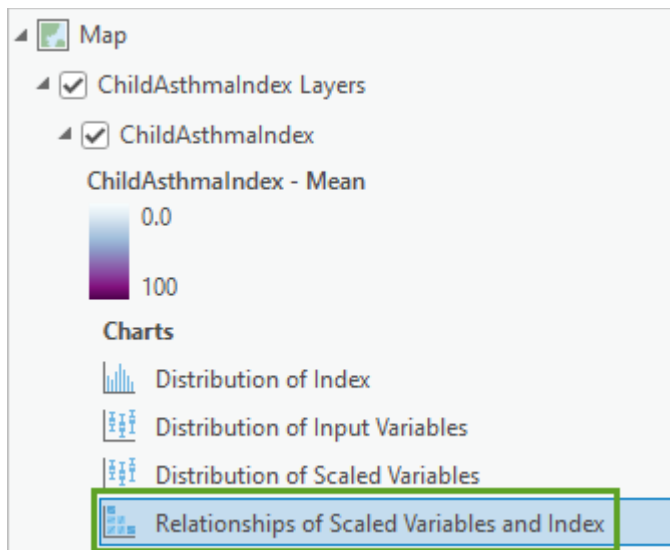 Map
ChildAsthmaIndex Layers
ChildAsthmaIndex
ChildAsthmaIndex - Mean
0.0
100
Charts
Distribution of Index
Distribution of Input Variables
Distribution of Scaled Variables
Relationships of Scaled Variables and Index